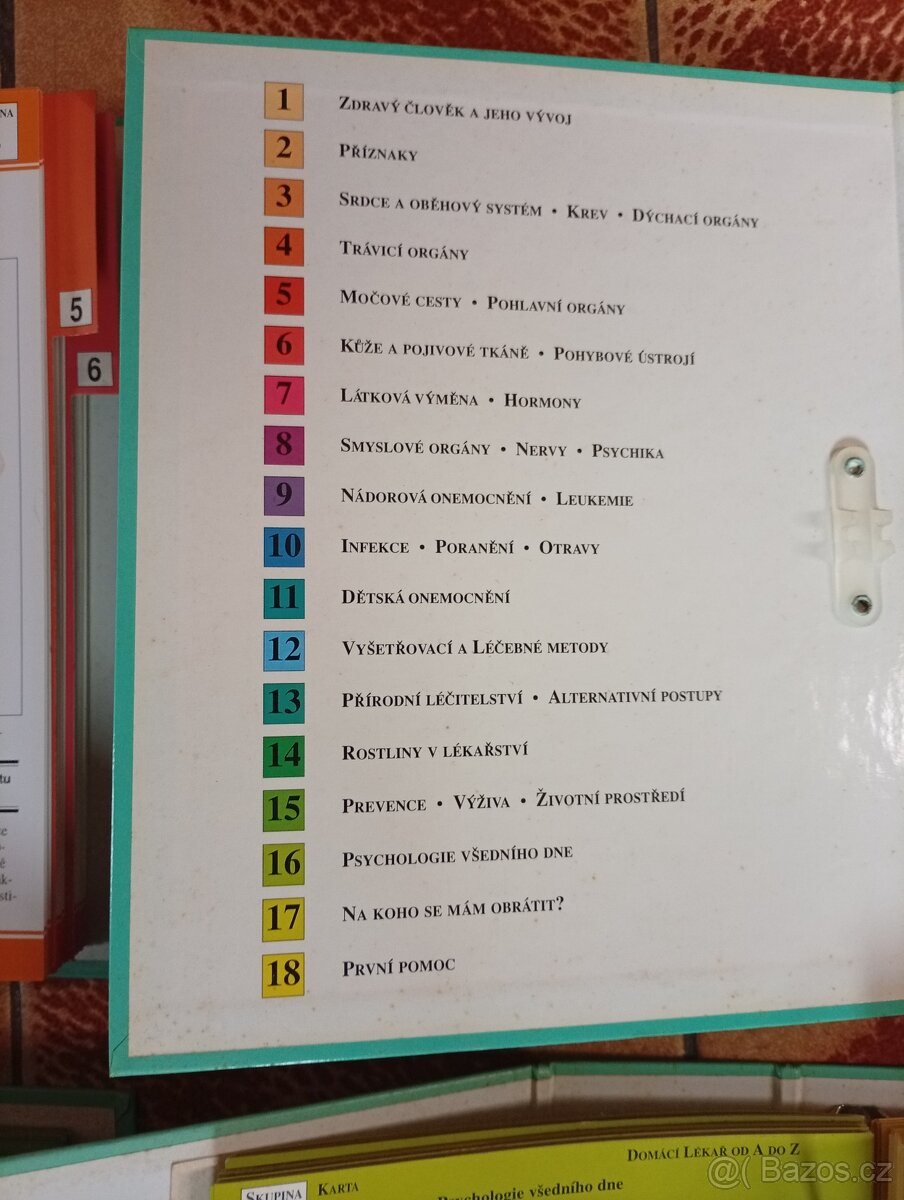 1 Zdravý člověk a jeho vývoj
2 Příznaky
3 Srdce a oběhový systém • Krev • Dýchací orgány
4 Trávicí orgány
5 Močové cesty • Pohlavní orgány
6 Kůže a pojivové tkáně • Pohybové ústrojí
7 Látková výměna • Hormony
8 Smyslové orgány • Nervy • Psychika
9 Nádorová onemocnění • Leukemie
10 Infekce • Poranění • Otravy
11 Dětská onemocnění
12 Vyšetřovací a Léčebné metody
13 Přírodní léčitelství • Alternativní postupy
14 Rostliny v lékařství
15 Prevence • Výživa • Životní prostředí
16 Psychologie všedního dne
17 Na koho se mám obrátit?
18 První pomoc
5
6
Domácí Lékař od A do Z
Skupina
Karta
Psychologie všedního dne
Bazos.cz